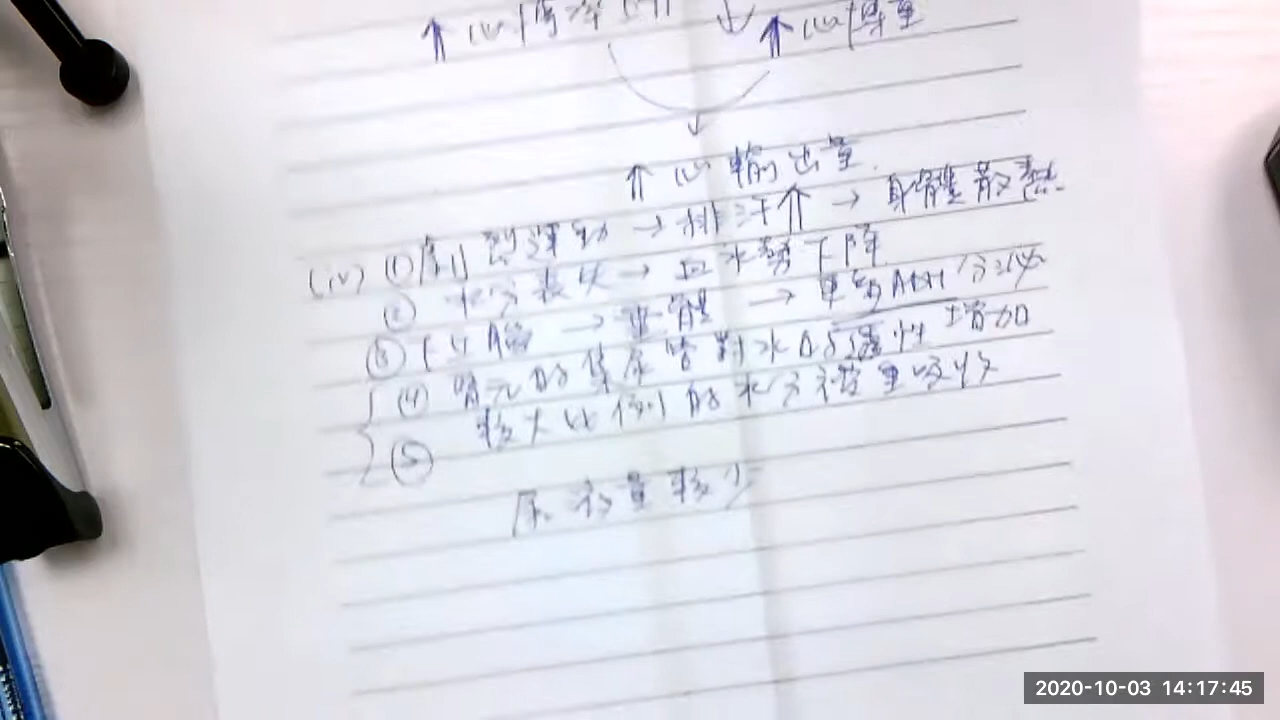 ↑ 心搏率 ↑ 心搏量
↑ 心輸出量
(iv) (1) 劇烈運動 → 排汗↑ → 身體散熱
(2) 水分喪失 → 血水勢下降
(3) 下丘腦 → 垂體 → 更多ADH分泌
(4) 腎元的集尿管對水的透性增加
(5) 較大比例的水分被重吸收
尿液量較少
2020-10-03 14:17:45